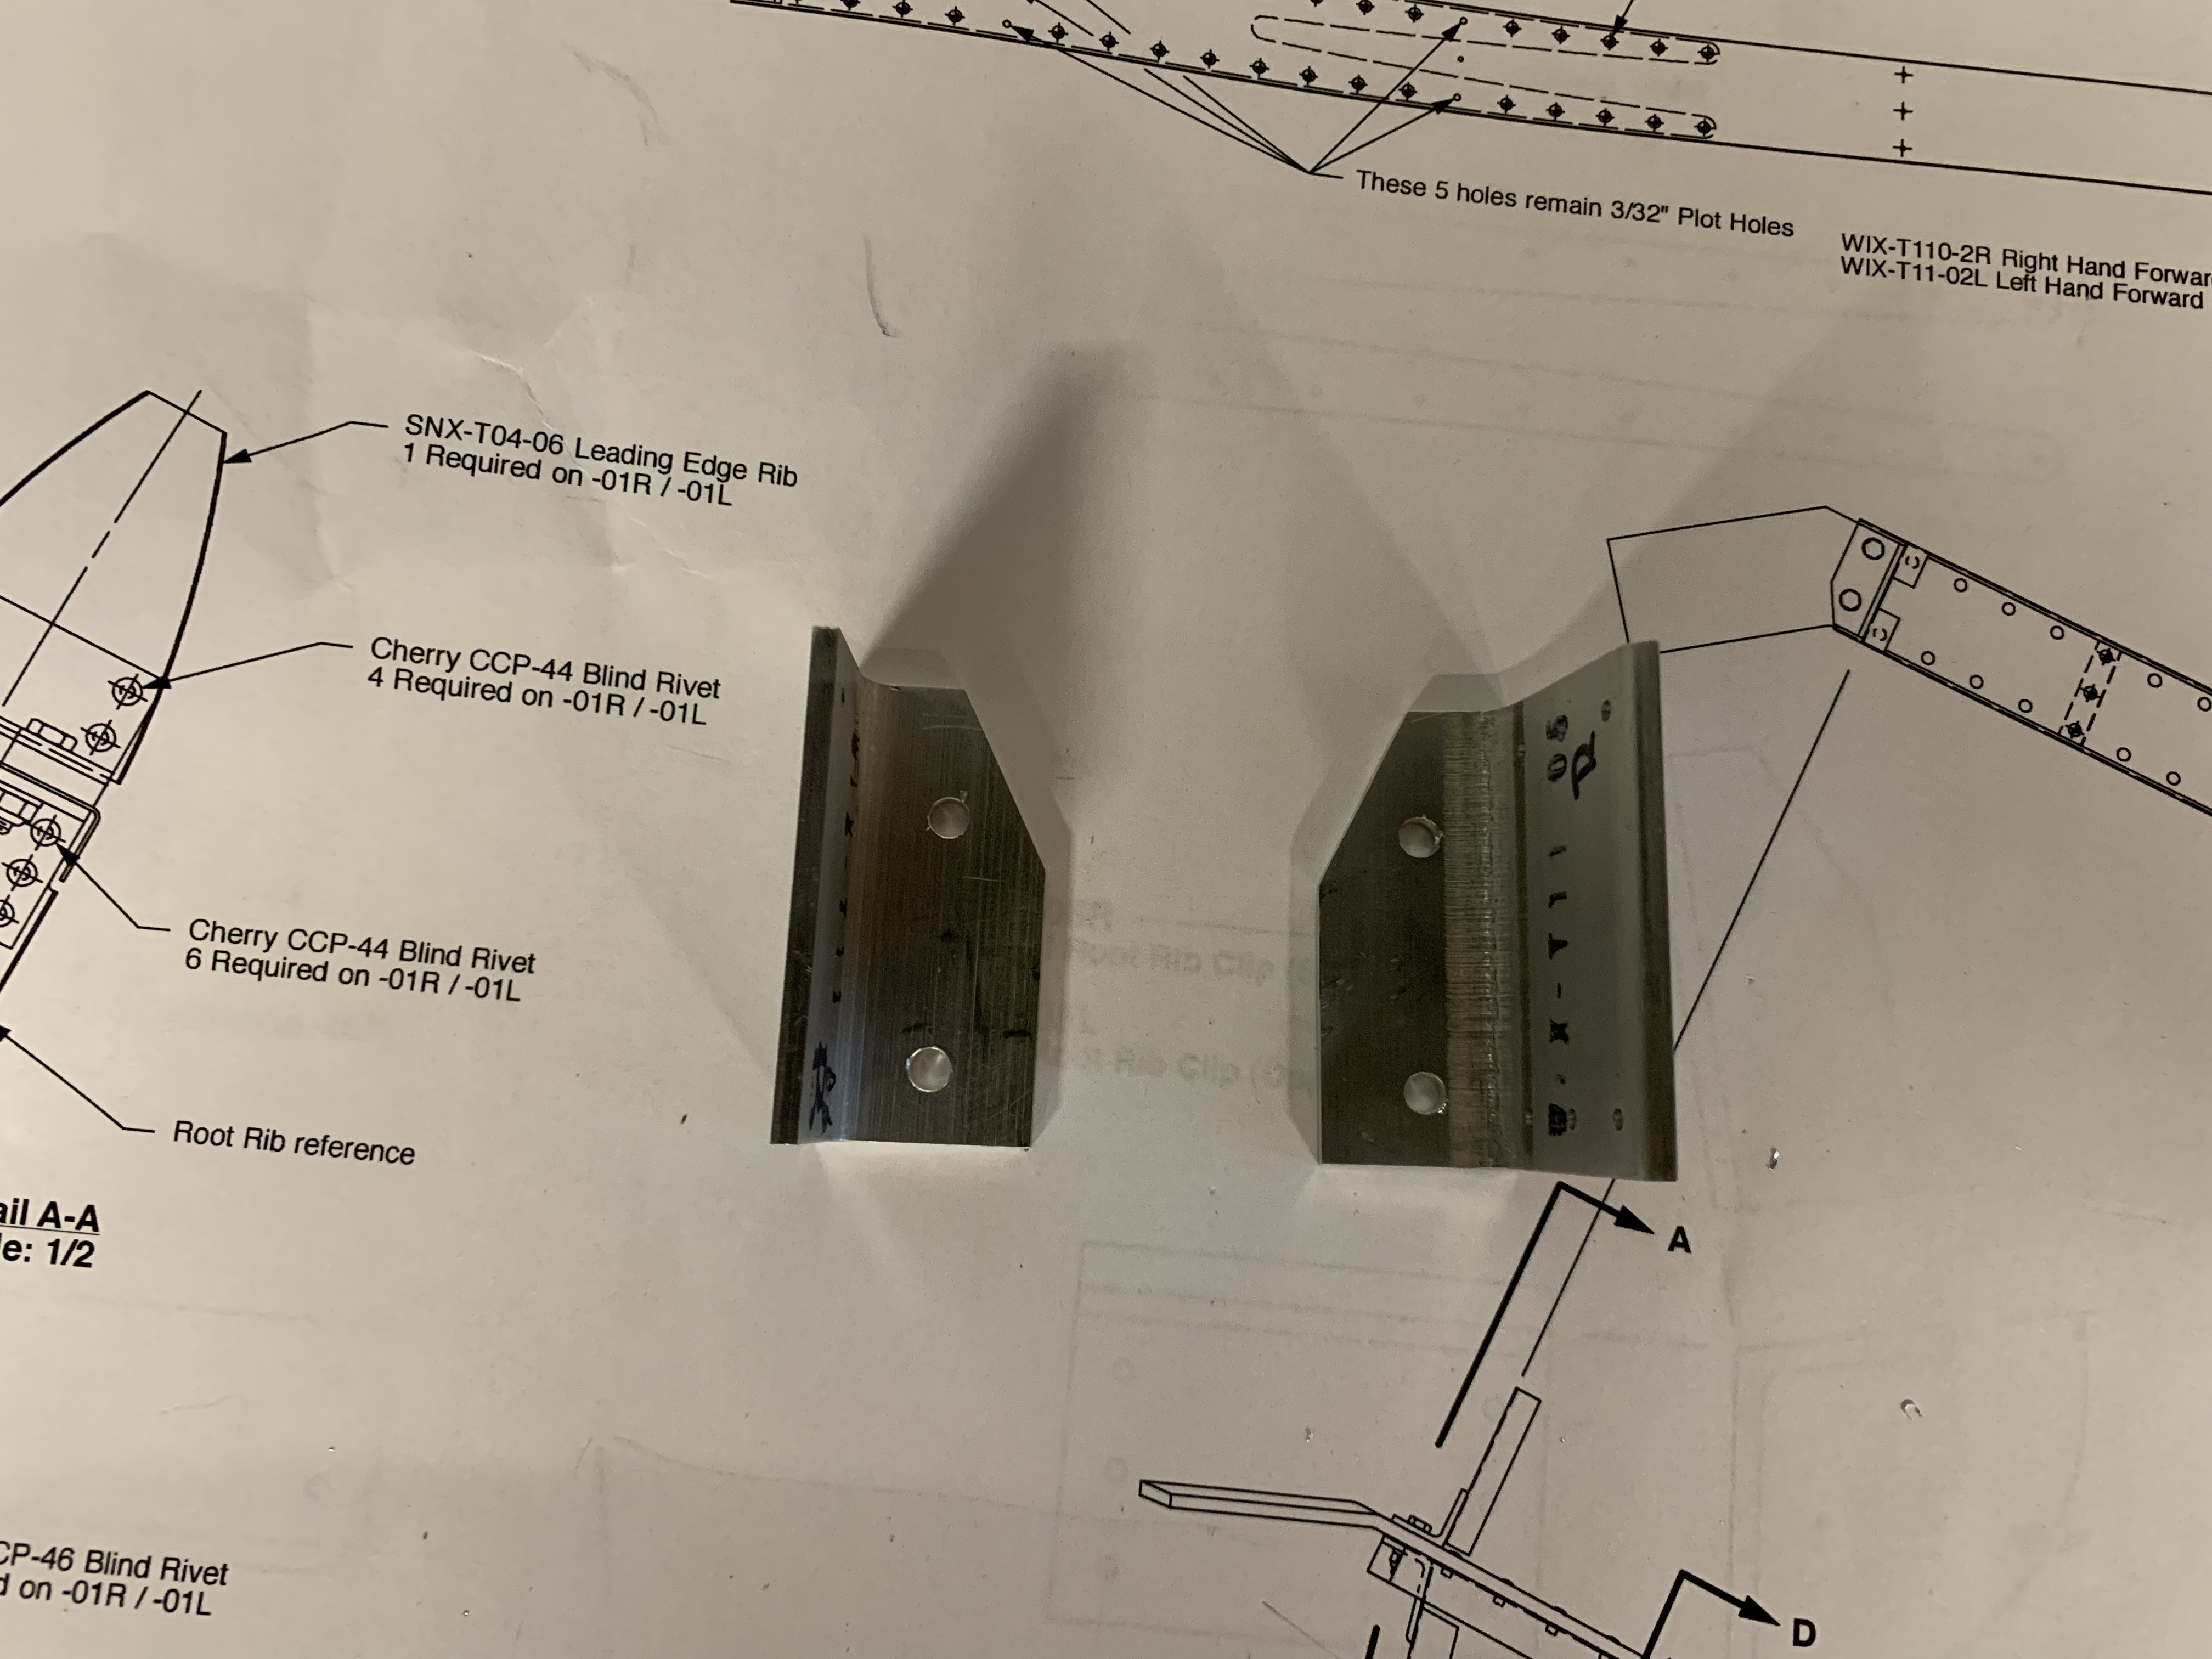 These 5 holes remain 3/32" Plot Holes
WIX-T110-2R Right Hand Forwar
WIX-T11-02L Left Hand Forward
SNX-T04-06 Leading Edge Rib
1 Required on -01R / -01L
Cherry CCP-44 Blind Rivet
4 Required on -01R / -01L
Cherry CCP-44 Blind Rivet
6 Required on -01R / -01L
Root Rib reference
ail A-A
e: 1/2
A
CP-46 Blind Rivet
d on -01R / -01L
D